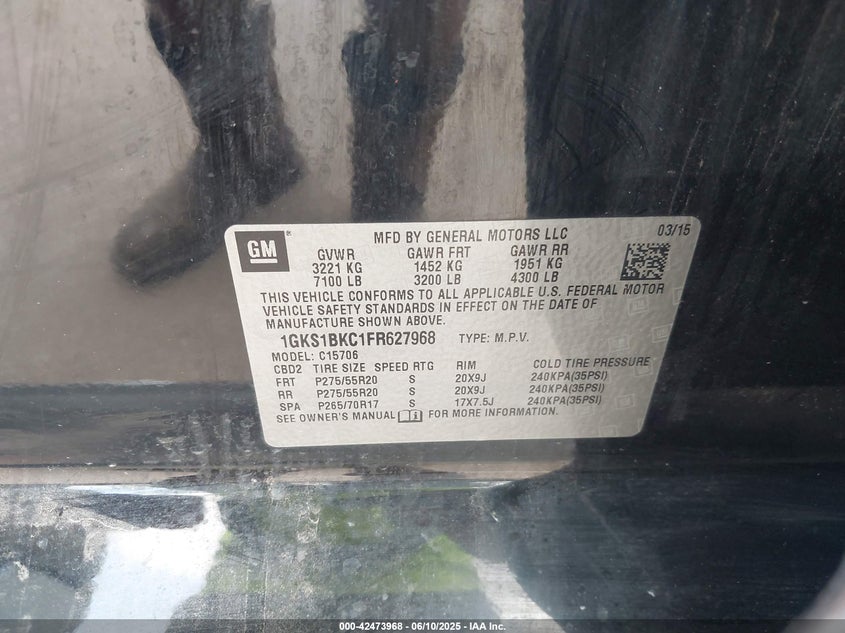 GM
MFD BY GENERAL MOTORS LLC 03/15
GVWR GAWR FRT GAWR RR
3221 KG 1452 KG 1951 KG
7100 LB 3200 LB 4300 LB
THIS VEHICLE CONFORMS TO ALL APPLICABLE U.S. FEDERAL MOTOR
VEHICLE SAFETY STANDARDS IN EFFECT ON THE DATE OF
MANUFACTURE SHOWN ABOVE.
1GKS1BKC1FR627968 TYPE: M.P.V.
MODEL: C15706
CBD2 TIRE SIZE SPEED RTG RIM COLD TIRE PRESSURE
FRT P275/55R20 S 20X9J 240KPA(35PSI)
RR P275/55R20 S 20X9J 240KPA(35PSI)
SPA P265/70R17 S 17X7.5J 240KPA(35PSI)
SEE OWNER'S MANUAL FOR MORE INFORMATION
000-42473968 - 06/10/2025 - IAA Inc.